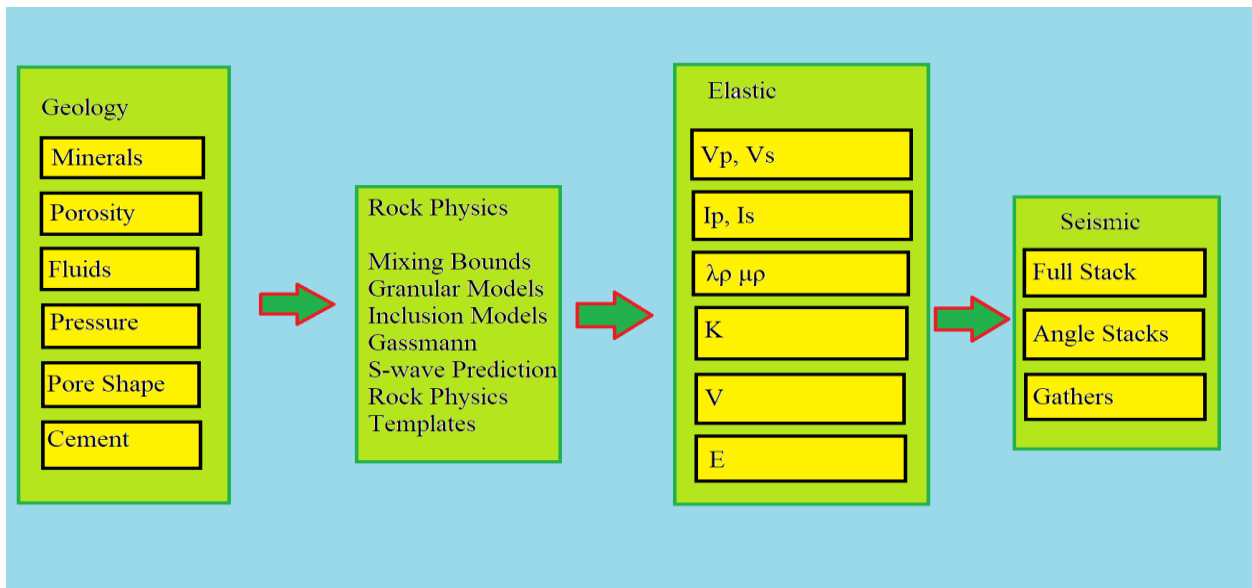 Geology
Minerals
Porosity
Fluids
Pressure
Pore Shape
Cement
Rock Physics
Mixing Bounds
Granular Models
Inclusion Models
Gassmann
S-wave Prediction
Rock Physics
Templates
Elastic
Vp, Vs
Ip, Is
λρ μρ
K
V
E
Seismic
Full Stack
Angle Stacks
Gathers